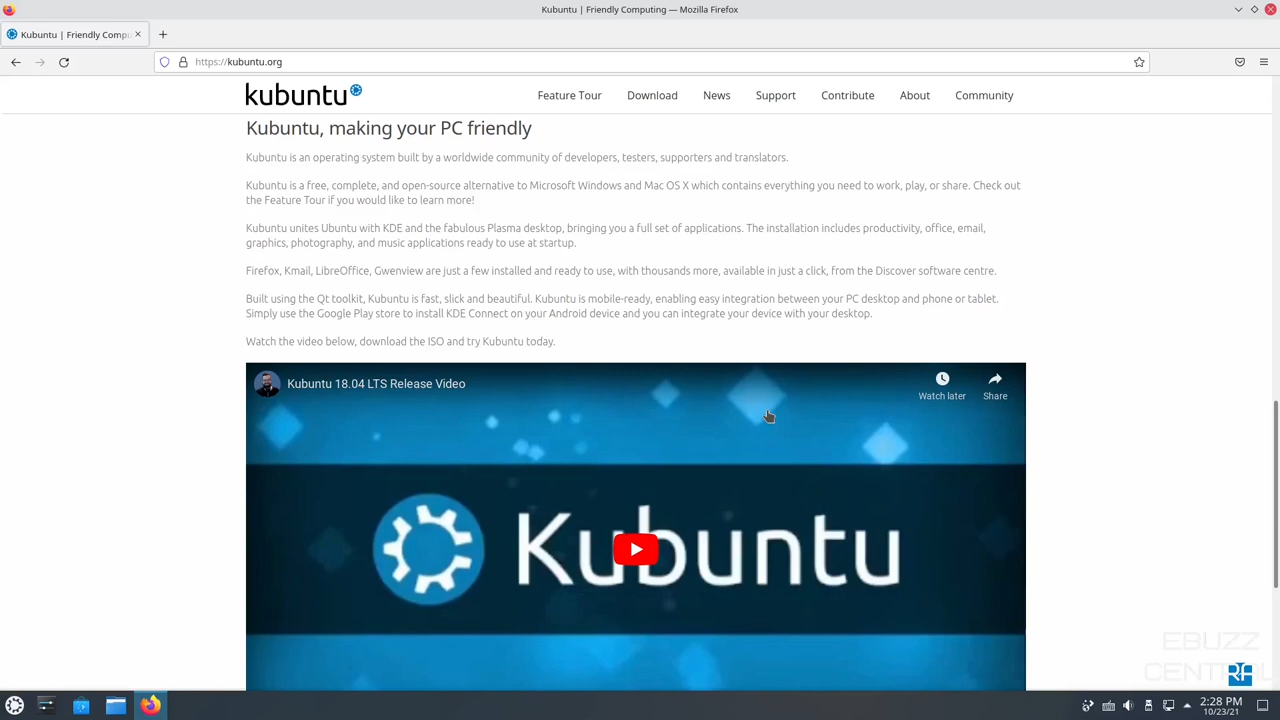 Kubuntu | Friendly Computing — Mozilla Firefox
Kubuntu | Friendly Compu
https://kubuntu.org
kubuntu
Feature Tour
Download
News
Support
Contribute
About
Community
Kubuntu, making your PC friendly
Kubuntu is an operating system built by a worldwide community of developers, testers, supporters and translators.
Kubuntu is a free, complete, and open-source alternative to Microsoft Windows and Mac OS X which contains everything you need to work, play, or share. Check out
the Feature Tour if you would like to learn more!
Kubuntu unites Ubuntu with KDE and the fabulous Plasma desktop, bringing you a full set of applications. The installation includes productivity, office, email,
graphics, photography, and music applications ready to use at startup.
Firefox, Kmail, LibreOffice, Gwenview are just a few installed and ready to use, with thousands more, available in just a click, from the Discover software centre.
Built using the Qt toolkit, Kubuntu is fast, slick and beautiful. Kubuntu is mobile-ready, enabling easy integration between your PC desktop and phone or tablet.
Simply use the Google Play store to install KDE Connect on your Android device and you can integrate your device with your desktop.
Watch the video below, download the ISO and try Kubuntu today.
Kubuntu 18.04 LTS Release Video
Watch later
Share
Kubuntu
EBUZZ
CENTRAL
2:28 PM
10/23/21